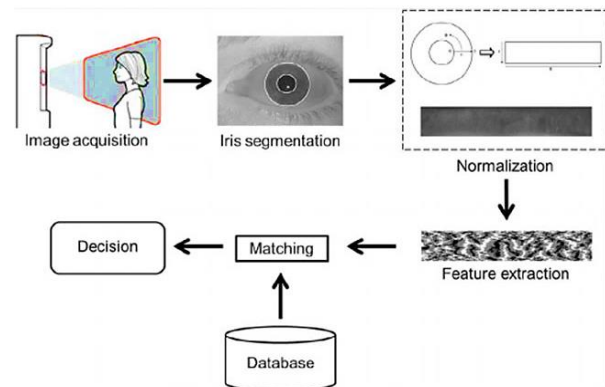 Image acquisition
Iris segmentation
Normalization
Feature extraction
Matching
Decision
Database